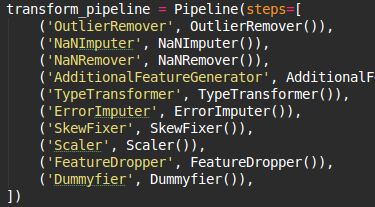 transform_pipeline = Pipeline(steps=[
    ('OutlierRemover', OutlierRemover()),
    ('NaNImputer', NaNImputer()),
    ('NaNRemover', NaNRemover()),
    ('AdditionalFeatureGenerator', AdditionalF
    ('TypeTransformer', TypeTransformer()),
    ('ErrorImputer', ErrorImputer()),
    ('SkewFixer', SkewFixer()),
    ('Scaler', Scaler()),
    ('FeatureDropper', FeatureDropper()),
    ('Dummyfier', Dummyfier()),
])